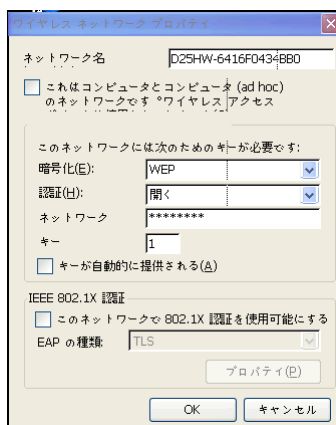 ワイヤレス ネットワーク プロパティ
ネットワーク名 D25HW-6416F0434BB0
これはコンピュータとコンピュータ (ad hoc)
のネットワークです °ワイヤレス アクセス
このネットワークには次のためのキーが必要です:
暗号化(E): WEP
認証(H): 開く
ネットワーク ********
キー 1
キーが自動的に提供される(A)
IEEE 802.1X 認証
このネットワークで 802.1X 認証を使用可能にする
EAP の種類: TLS
プロパティ(P)
OK キャンセル